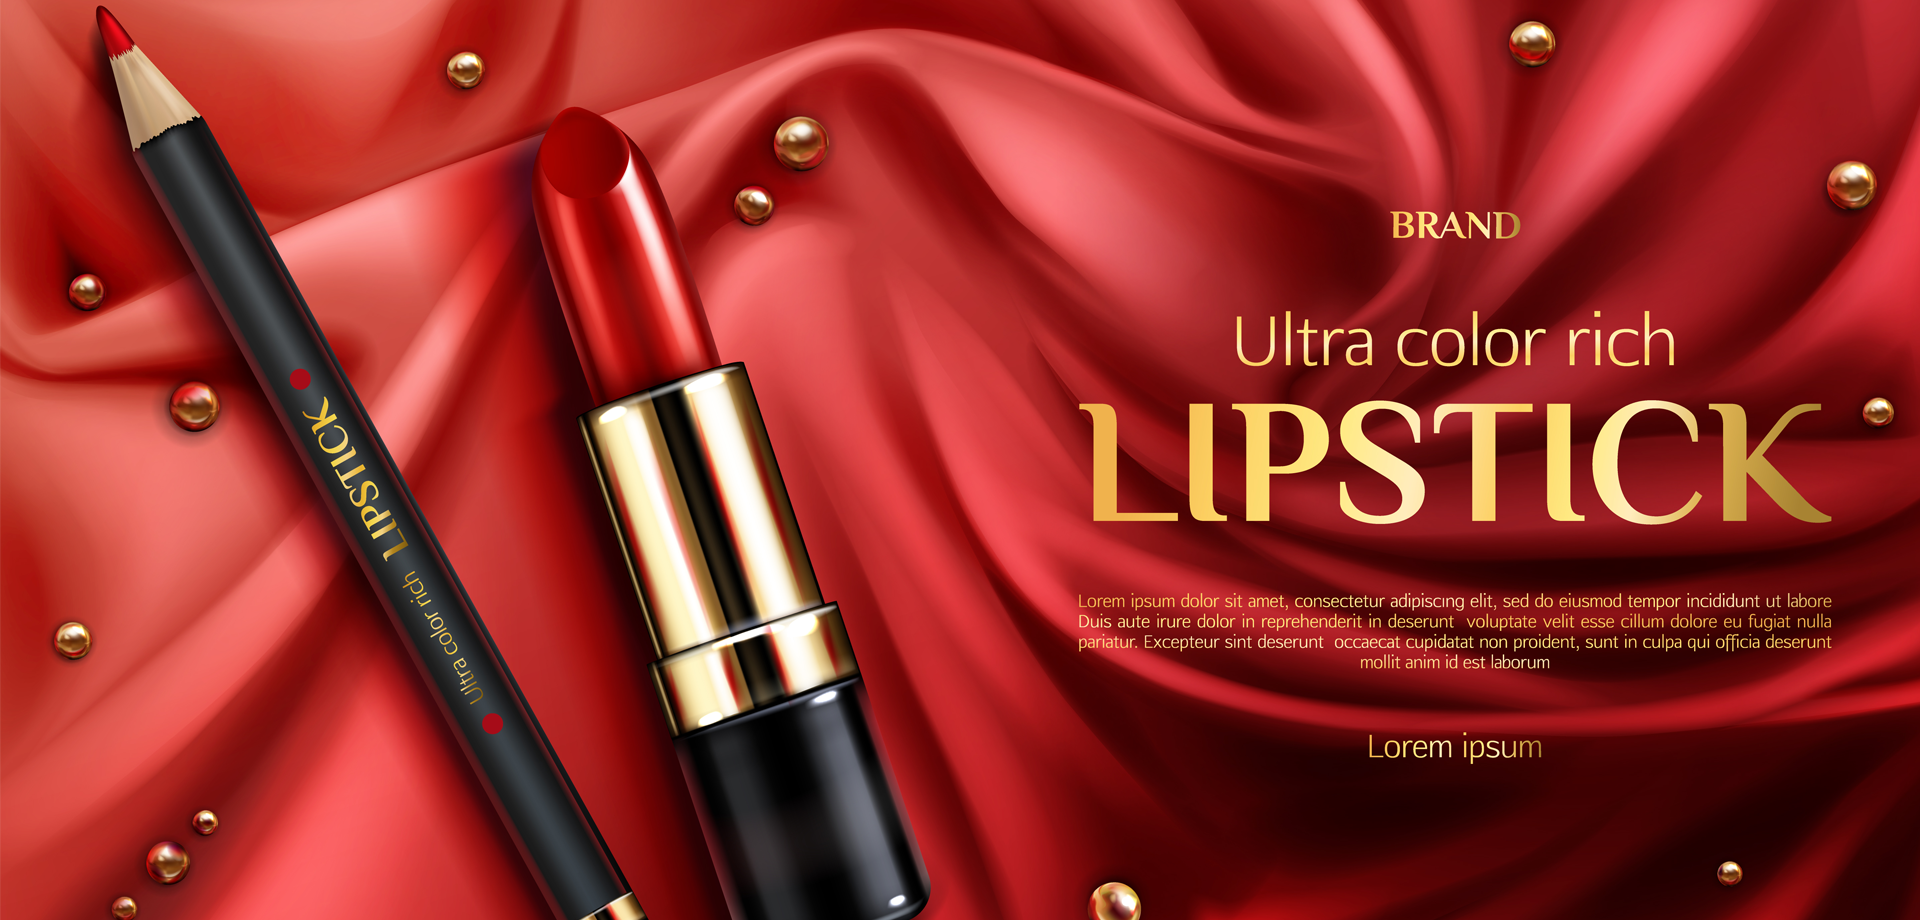 LIPSTICK
Ultra color rich
BRAND
Ultra color rich
LIPSTICK
Lorem ipsum dolor sit amet, consectetur adipiscing elit, sed do eiusmod tempor incididunt ut labore
Duis aute irure dolor in reprehenderit in deserunt voluptate velit esse cillum dolore eu fugiat nulla
pariatur. Excepteur sint deserunt occaecat cupidatat non proident, sunt in culpa qui officia deserunt
mollit anim id est laborum
Lorem ipsum